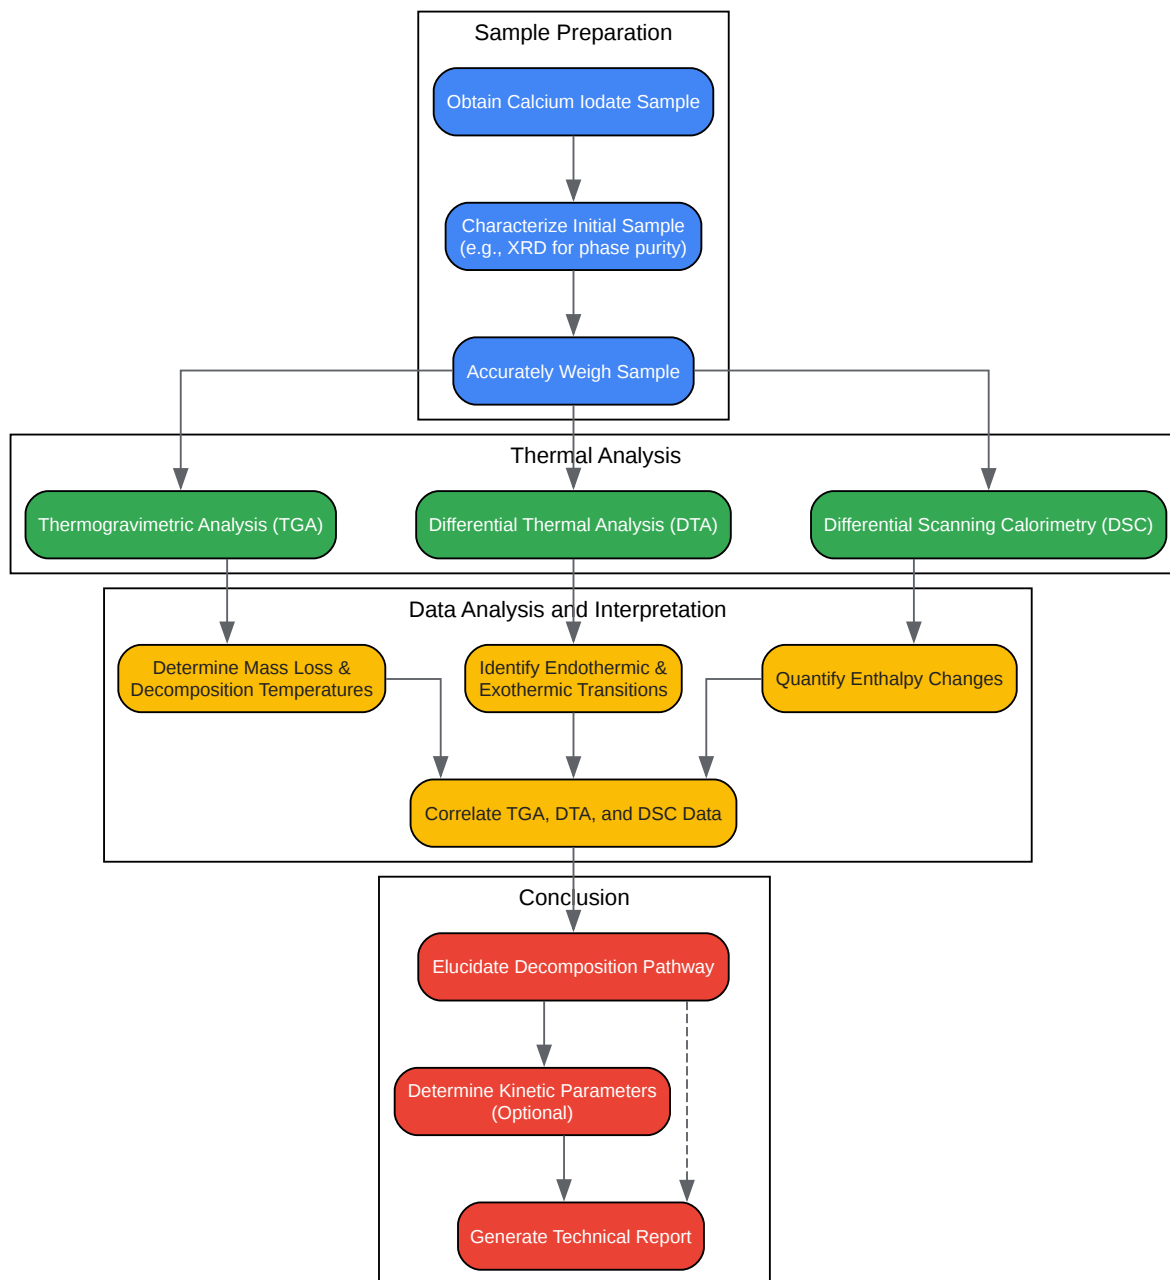 Sample Preparation
Obtain Calcium Iodate Sample
Characterize Initial Sample
(e.g., XRD for phase purity)
Accurately Weigh Sample
Thermal Analysis
Thermogravimetric Analysis (TGA)
Differential Thermal Analysis (DTA)
Differential Scanning Calorimetry (DSC)
Data Analysis and Interpretation
Determine Mass Loss &
Decomposition Temperatures
Identify Endothermic &
Exothermic Transitions
Quantify Enthalpy Changes
Correlate TGA, DTA, and DSC Data
Conclusion
Elucidate Decomposition Pathway
Determine Kinetic Parameters
(Optional)
Generate Technical Report